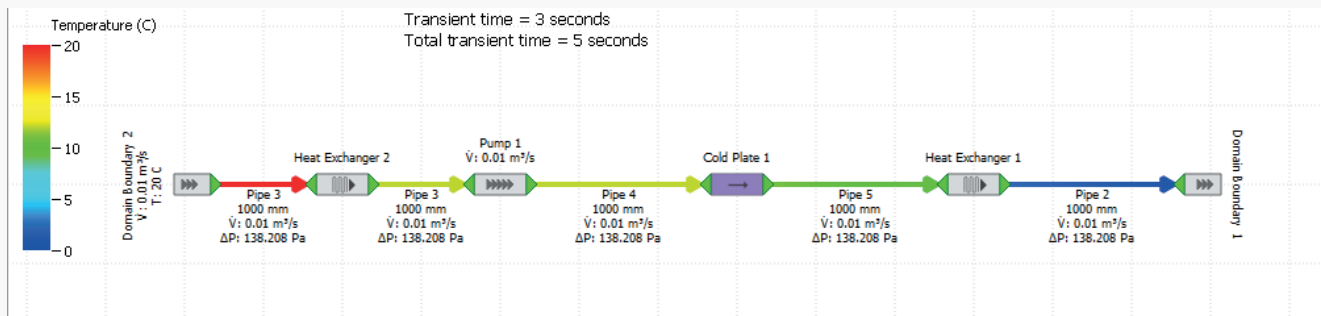 Temperature (C)
20
15
10
5
0
Transient time = 3 seconds
Total transient time = 5 seconds
Domain Boundary 2
V̇: 0.01 m³/s
T: 20 C
Pipe 3
1000 mm
V̇: 0.01 m³/s
ΔP: 138.208 Pa
Heat Exchanger 2
Pipe 3
1000 mm
V̇: 0.01 m³/s
ΔP: 138.208 Pa
Pump 1
V̇: 0.01 m³/s
Pipe 4
1000 mm
V̇: 0.01 m³/s
ΔP: 138.208 Pa
Cold Plate 1
Pipe 5
1000 mm
V̇: 0.01 m³/s
ΔP: 138.208 Pa
Heat Exchanger 1
Pipe 2
1000 mm
V̇: 0.01 m³/s
ΔP: 138.208 Pa
Domain Boundary 1